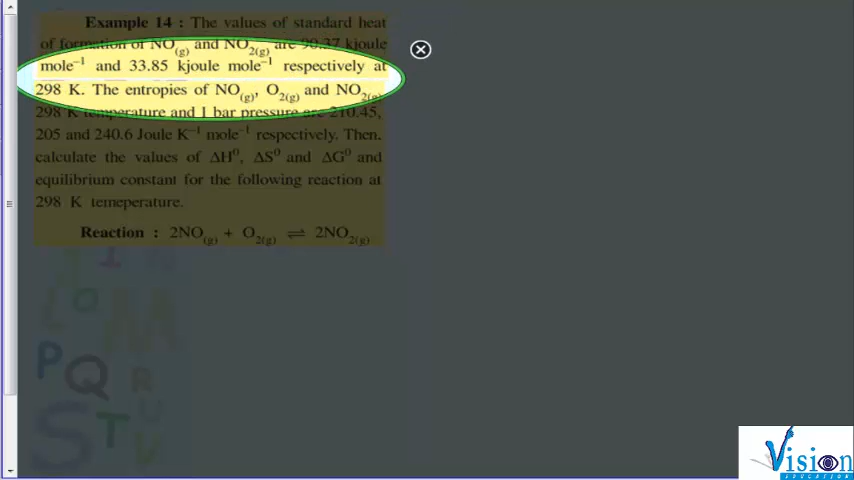 Example 14 : The values of standard heat
of formation of NO(g) and NO2(g) are 90.37 kjoule
mole−1 and 33.85 kjoule mole−1 respectively at
298 K. The entropies of NO(g), O2(g) and NO2(g)
298 K temperature and 1 bar pressure are 210.45,
205 and 240.6 Joule K−1 mole−1 respectively. Then,
calculate the values of ΔH0, ΔS0 and ΔG0 and
equilibrium constant for the following reaction at
298 K temeperature.
Reaction : 2NO(g) + O2(g) ⇌ 2NO2(g)
P Q R
S T U V
M
Vision
EDUCATION